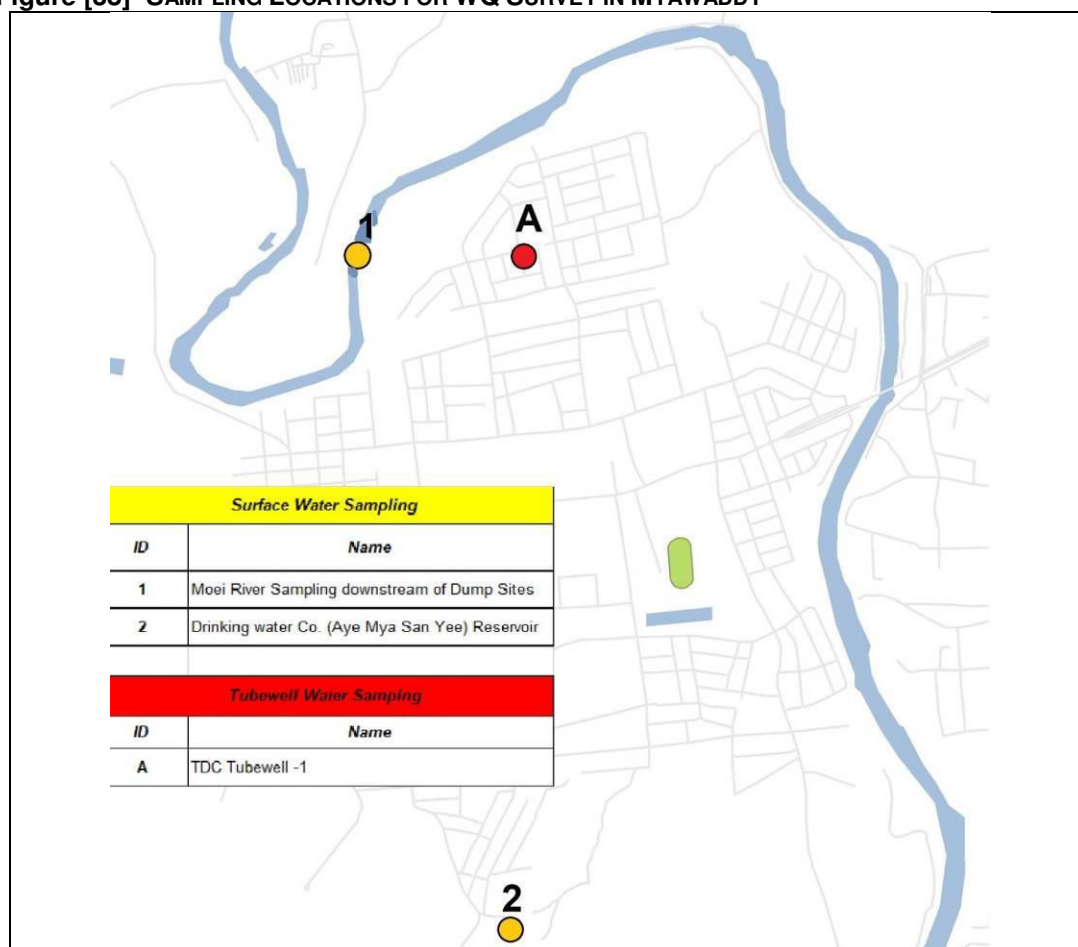 SAMPLING LOCATIONS FOR WQ SURVEY IN MYAWADDY
1
A
Surface Water Sampling
ID Name
1 Moei River Sampling downstream of Dump Sites
2 Drinking water Co. (Aye Mya San Yee) Reservoir
Tubewell Water Sampling
ID Name
A TDC Tubewell -1
2